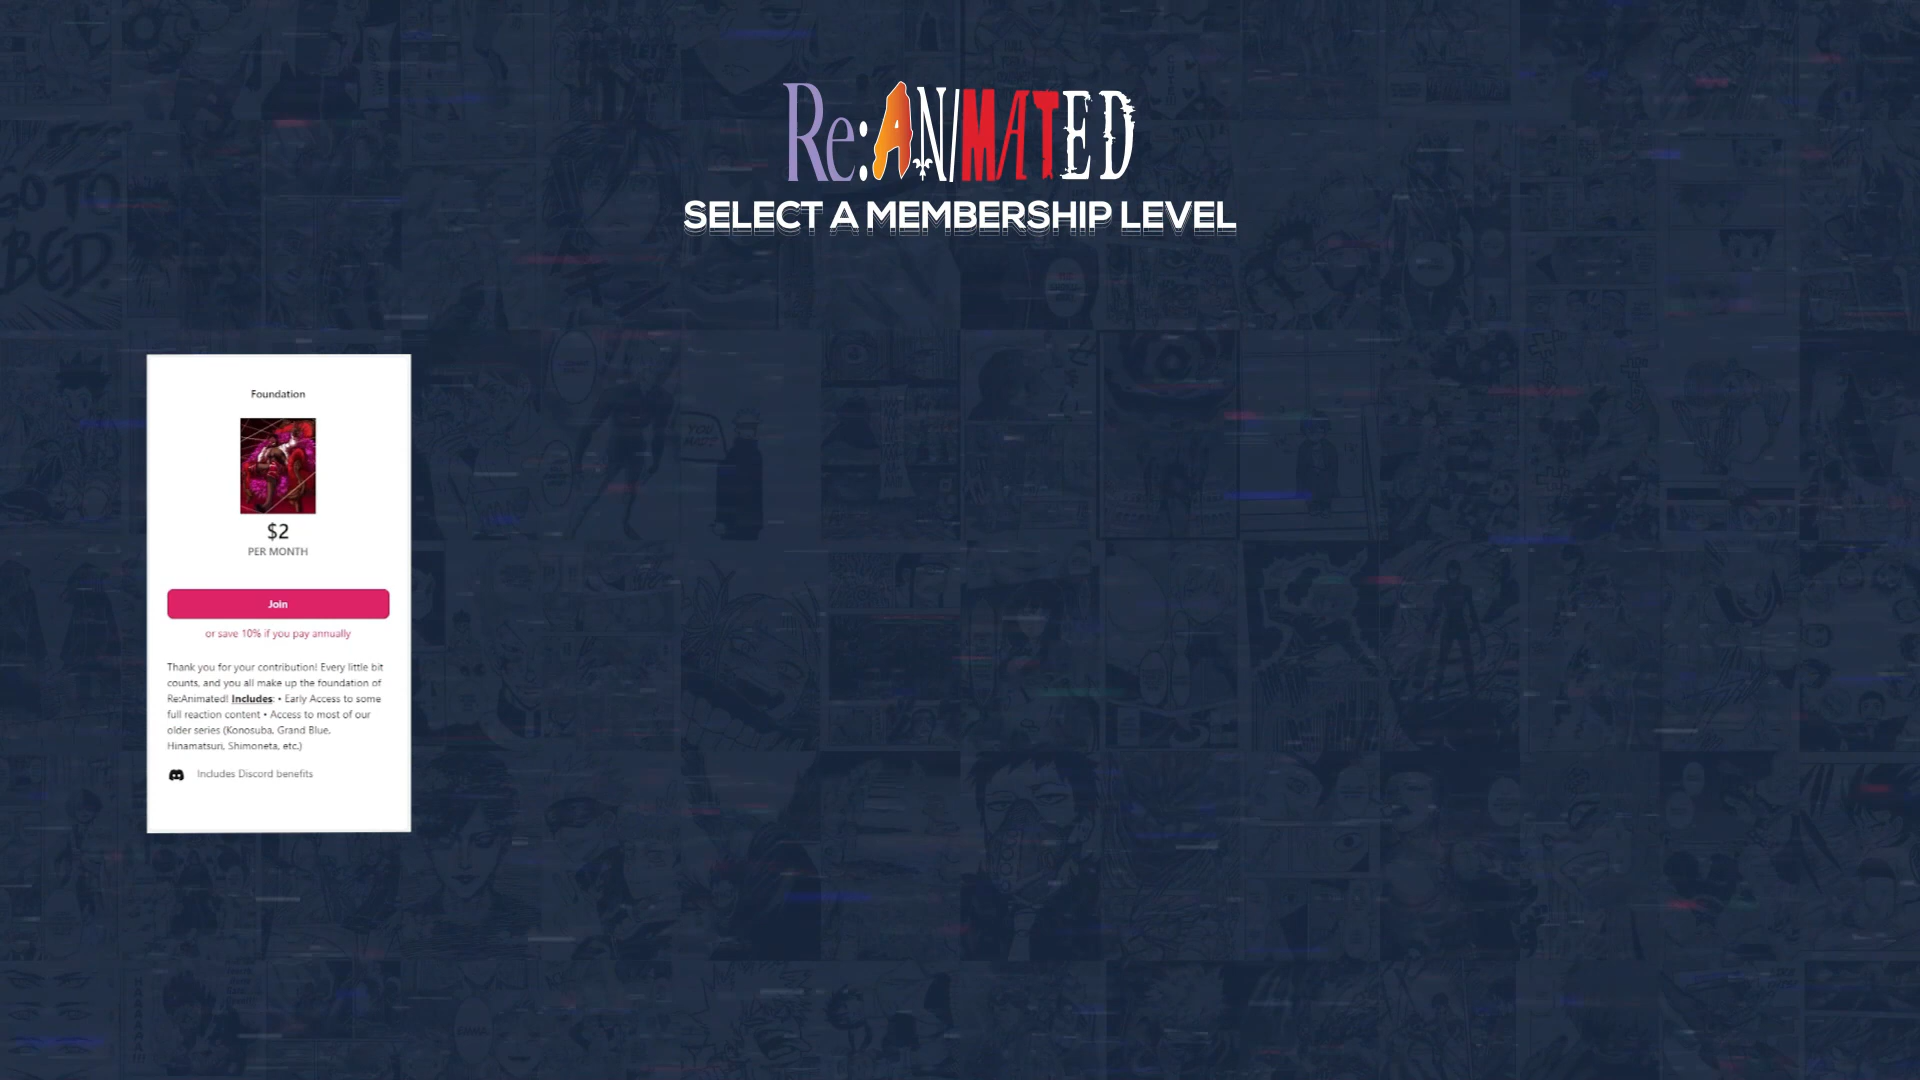 Re:ANIMATED
SELECT A MEMBERSHIP LEVEL
GO TO
BED.
Foundation
$2
PER MONTH
Join
or save 10% if you pay annually
Thank you for your contribution! Every little bit
counts, and you all make up the foundation of
Re:Animated! Includes: • Early Access to some
full reaction content • Access to most of our
older series (Konosuba, Grand Blue,
Hinamatsuri, Shimoneta, etc.)
Includes Discord benefits